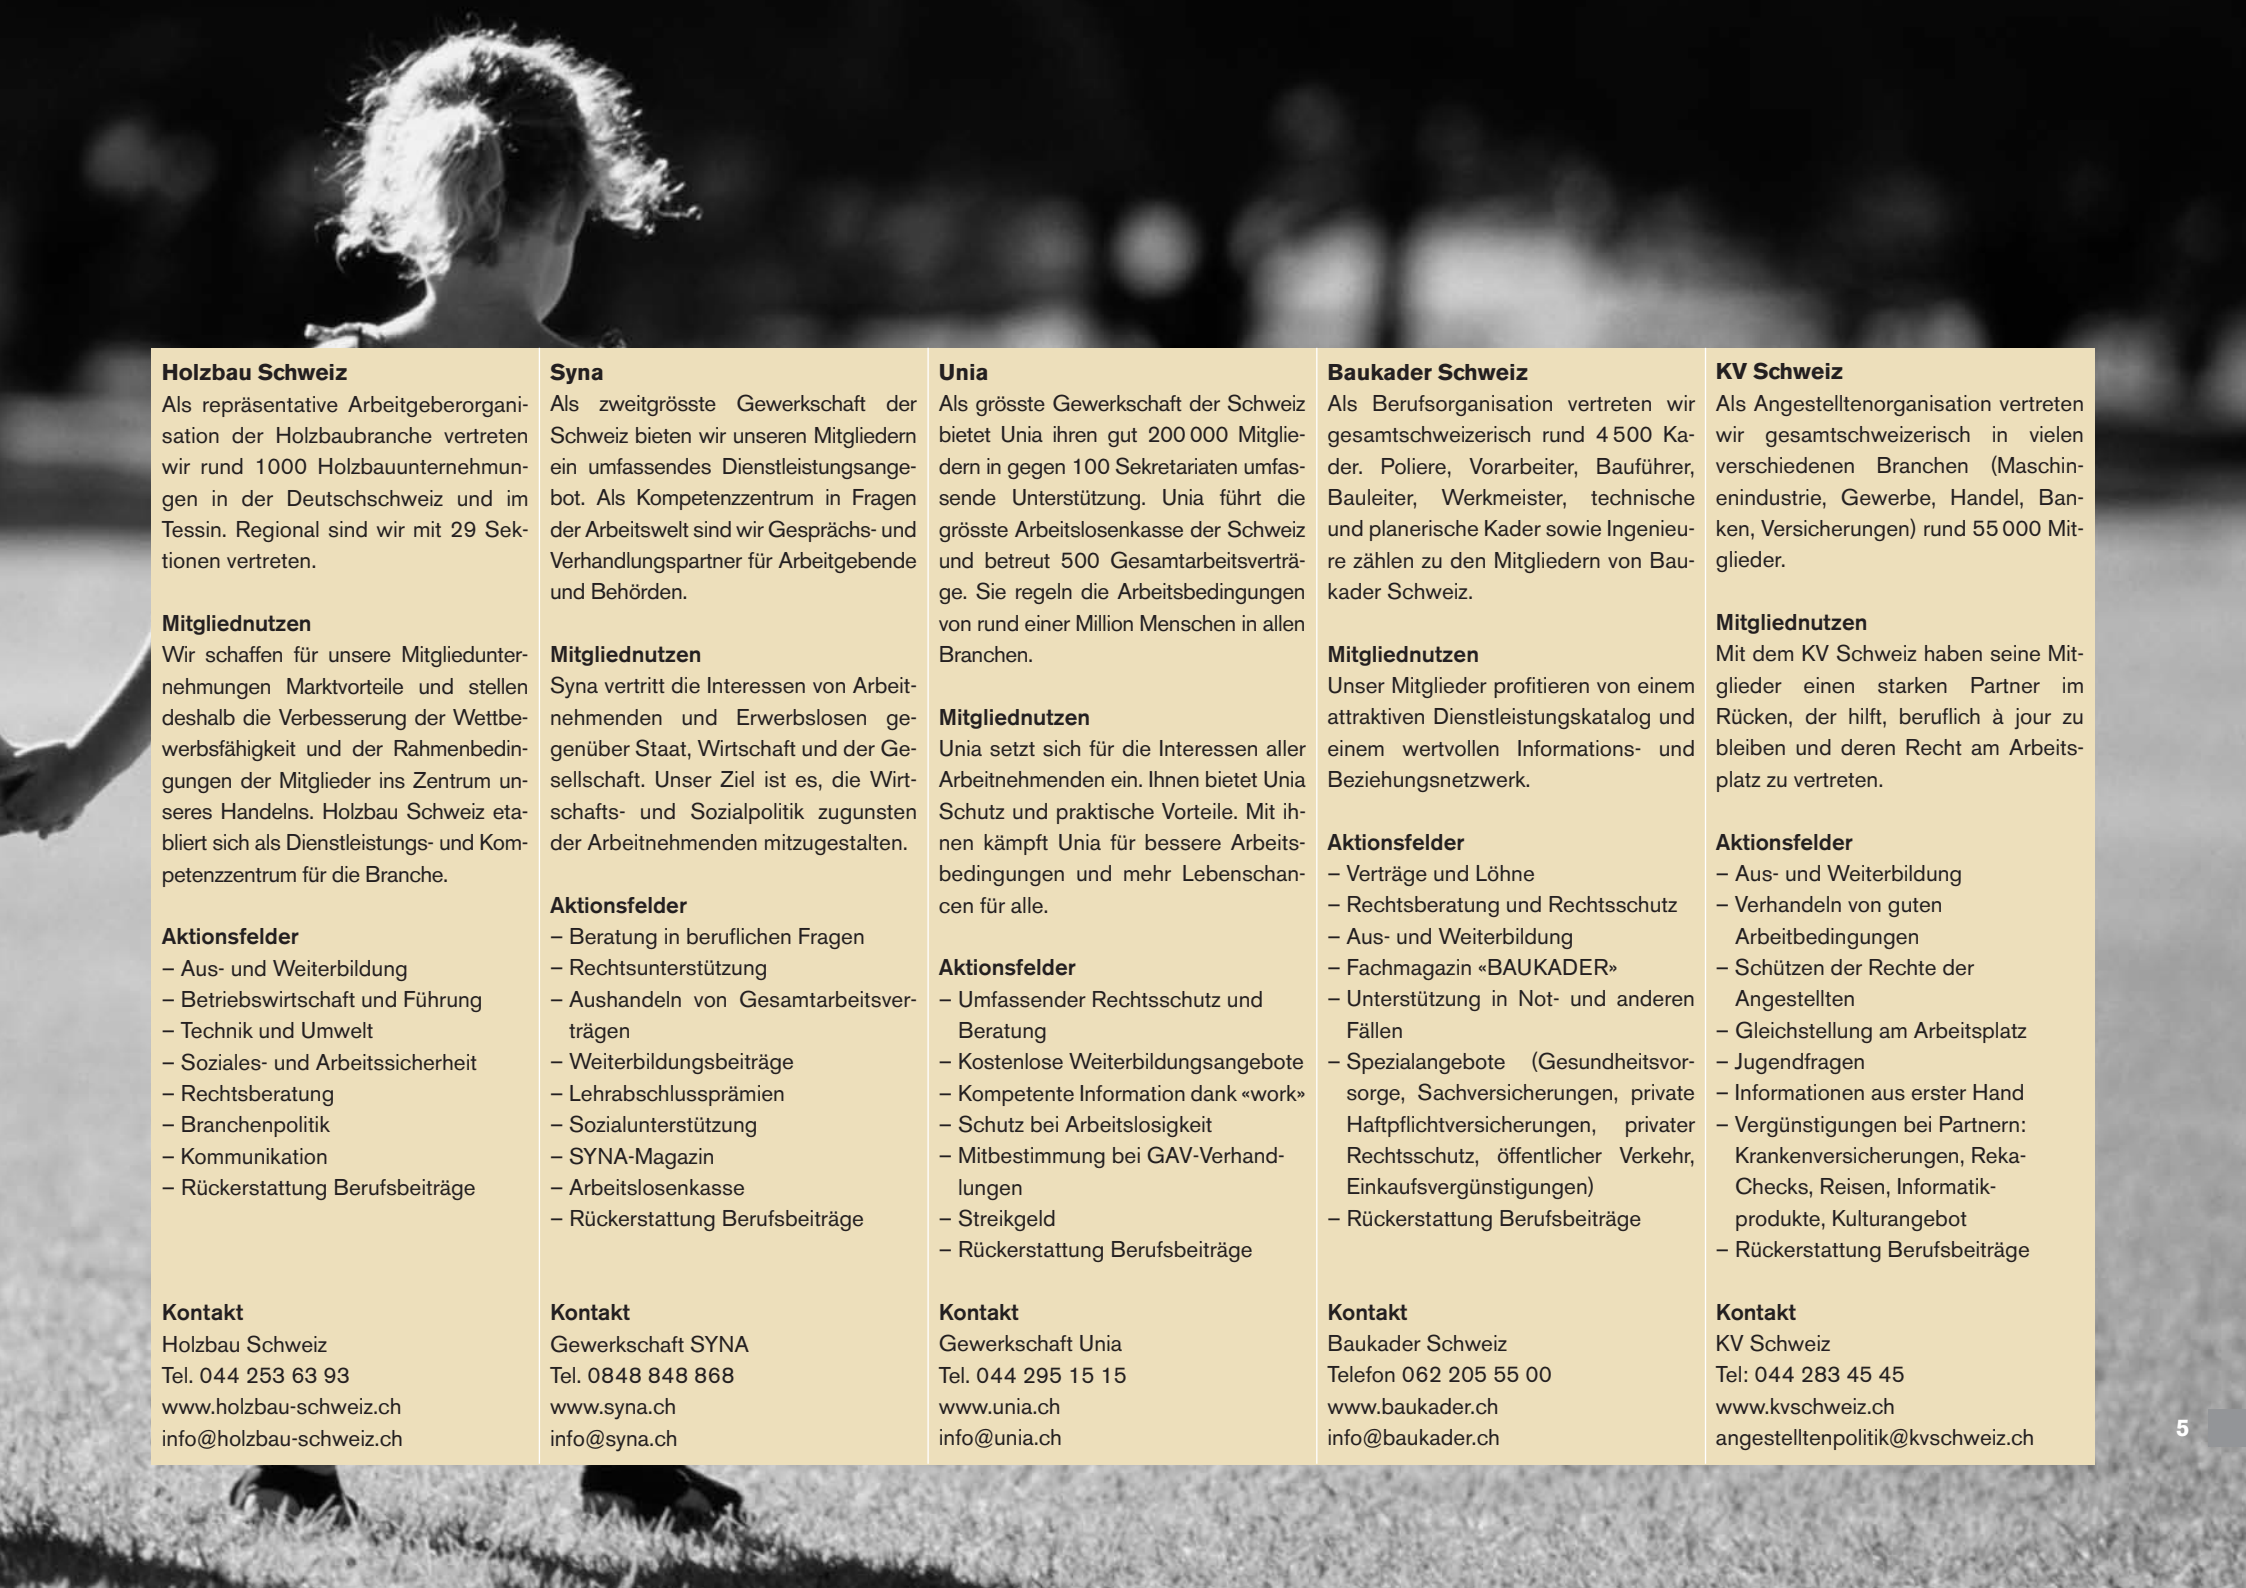 Holzbau Schweiz
Als repräsentative Arbeitgeberorgani-
sation der Holzbaubranche vertreten
wir rund 1000 Holzbauunternehmun-
gen in der Deutschschweiz und im
Tessin. Regional sind wir mit 29 Sek-
tionen vertreten.
Mitgliednutzen
Wir schaffen für unsere Mitgliedunter-
nehmungen Marktvorteile und stellen
deshalb die Verbesserung der Wettbe-
werbsfähigkeit und der Rahmenbedin-
gungen der Mitglieder ins Zentrum un-
seres Handelns. Holzbau Schweiz eta-
bliert sich als Dienstleistungs- und Kom-
petenzzentrum für die Branche.
Aktionsfelder
– Aus- und Weiterbildung
– Betriebswirtschaft und Führung
– Technik und Umwelt
– Soziales- und Arbeitssicherheit
– Rechtsberatung
– Branchenpolitik
– Kommunikation
– Rückerstattung Berufsbeiträge
Kontakt
Holzbau Schweiz
Tel. 044 253 63 93
www.holzbau-schweiz.ch
info@holzbau-schweiz.ch
Syna
Als zweitgrösste Gewerkschaft der
Schweiz bieten wir unseren Mitgliedern
ein umfassendes Dienstleistungsange-
bot. Als Kompetenzzentrum in Fragen
der Arbeitswelt sind wir Gesprächs- und
Verhandlungspartner für Arbeitgebende
und Behörden.
Mitgliednutzen
Syna vertritt die Interessen von Arbeit-
nehmenden und Erwerbslosen ge-
genüber Staat, Wirtschaft und der Ge-
sellschaft. Unser Ziel ist es, die Wirt-
schafts- und Sozialpolitik zugunsten
der Arbeitnehmenden mitzugestalten.
Aktionsfelder
– Beratung in beruflichen Fragen
– Rechtsunterstützung
– Aushandeln von Gesamtarbeitsver-
trägen
– Weiterbildungsbeiträge
– Lehrabschlussprämien
– Sozialunterstützung
– SYNA-Magazin
– Arbeitslosenkasse
– Rückerstattung Berufsbeiträge
Kontakt
Gewerkschaft SYNA
Tel. 0848 848 868
www.syna.ch
info@syna.ch
Unia
Als grösste Gewerkschaft der Schweiz
bietet Unia ihren gut 200 000 Mitglie-
dern in gegen 100 Sekretariaten umfas-
sende Unterstützung. Unia führt die
grösste Arbeitslosenkasse der Schweiz
und betreut 500 Gesamtarbeitsverträ-
ge. Sie regeln die Arbeitsbedingungen
von rund einer Million Menschen in allen
Branchen.
Mitgliednutzen
Unia setzt sich für die Interessen aller
Arbeitnehmenden ein. Ihnen bietet Unia
Schutz und praktische Vorteile. Mit ih-
nen kämpft Unia für bessere Arbeits-
bedingungen und mehr Lebenschan-
cen für alle.
Aktionsfelder
– Umfassender Rechtsschutz und
Beratung
– Kostenlose Weiterbildungsangebote
– Kompetente Information dank «work»
– Schutz bei Arbeitslosigkeit
– Mitbestimmung bei GAV-Verhand-
lungen
– Streikgeld
– Rückerstattung Berufsbeiträge
Kontakt
Gewerkschaft Unia
Tel. 044 295 15 15
www.unia.ch
info@unia.ch
Baukader Schweiz
Als Berufsorganisation vertreten wir
gesamtschweizerisch rund 4 500 Ka-
der. Poliere, Vorarbeiter, Bauführer,
Bauleiter, Werkmeister, technische
und planerische Kader sowie Ingenieu-
re zählen zu den Mitgliedern von Bau-
kader Schweiz.
Mitgliednutzen
Unser Mitglieder profitieren von einem
attraktiven Dienstleistungskatalog und
einem wertvollen Informations- und
Beziehungsnetzwerk.
Aktionsfelder
– Verträge und Löhne
– Rechtsberatung und Rechtsschutz
– Aus- und Weiterbildung
– Fachmagazin «BAUKADER»
– Unterstützung in Not- und anderen
Fällen
– Spezialangebote (Gesundheitsvor-
sorge, Sachversicherungen, private
Haftpflichtversicherungen, privater
Rechtsschutz, öffentlicher Verkehr,
Einkaufsvergünstigungen)
– Rückerstattung Berufsbeiträge
Kontakt
Baukader Schweiz
Telefon 062 205 55 00
www.baukader.ch
info@baukader.ch
KV Schweiz
Als Angestelltenorganisation vertreten
wir gesamtschweizerisch in vielen
verschiedenen Branchen (Maschin-
enindustrie, Gewerbe, Handel, Ban-
ken, Versicherungen) rund 55 000 Mit-
glieder.
Mitgliednutzen
Mit dem KV Schweiz haben seine Mit-
glieder einen starken Partner im
Rücken, der hilft, beruflich à jour zu
bleiben und deren Recht am Arbeits-
platz zu vertreten.
Aktionsfelder
– Aus- und Weiterbildung
– Verhandeln von guten
Arbeitbedingungen
– Schützen der Rechte der
Angestellten
– Gleichstellung am Arbeitsplatz
– Jugendfragen
– Informationen aus erster Hand
– Vergünstigungen bei Partnern:
Krankenversicherungen, Reka-
Checks, Reisen, Informatik-
produkte, Kulturangebot
– Rückerstattung Berufsbeiträge
Kontakt
KV Schweiz
Tel: 044 283 45 45
www.kvschweiz.ch
angestelltenpolitik@kvschweiz.ch
5